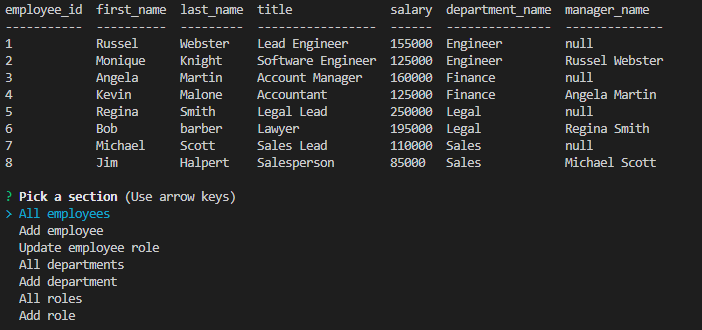 employee_id  first_name  last_name  title              salary  department_name  manager_name
-----------  ----------  ---------  -----------------  ------  ---------------  --------------
1            Russel      Webster    Lead Engineer      155000  Engineer         null
2            Monique     Knight     Software Engineer  125000  Engineer         Russel Webster
3            Angela      Martin     Account Manager    160000  Finance          null
4            Kevin       Malone     Accountant         125000  Finance          Angela Martin
5            Regina      Smith      Legal Lead         250000  Legal            null
6            Bob         barber     Lawyer             195000  Legal            Regina Smith
7            Michael     Scott      Sales Lead         110000  Sales            null
8            Jim         Halpert    Salesperson        85000   Sales            Michael Scott
? Pick a section (Use arrow keys)
> All employees
  Add employee
  Update employee role
  All departments
  Add department
  All roles
  Add role